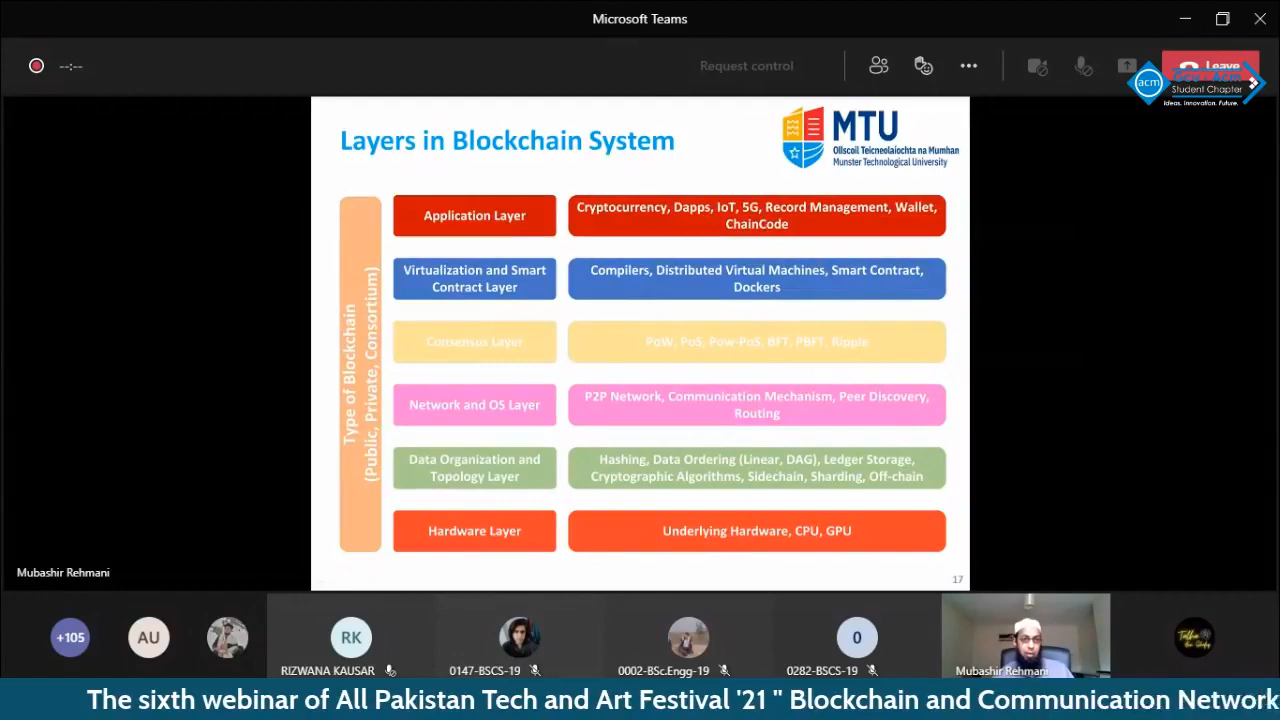 Microsoft Teams
--:--
Request control
Leave
acm
GCU - Acm
Student Chapter
Ideas. Innovation. Future.
Layers in Blockchain System
MTU
Ollscoil Teicneolaíochta na Mumhan
Munster Technological University
Type of Blockchain
(Public, Private, Consortium)
Application Layer
Cryptocurrency, Dapps, IoT, 5G, Record Management, Wallet,
ChainCode
Virtualization and Smart
Contract Layer
Compilers, Distributed Virtual Machines, Smart Contract,
Dockers
Consensus Layer
PoW, PoS, Pow-PoS, BFT, PBFT, Ripple
Network and OS Layer
P2P Network, Communication Mechanism, Peer Discovery,
Routing
Data Organization and
Topology Layer
Hashing, Data Ordering (Linear, DAG), Ledger Storage,
Cryptographic Algorithms, Sidechain, Sharding, Off-chain
Hardware Layer
Underlying Hardware, CPU, GPU
17
Mubashir Rehmani
+105
AU
RK
RIZWANA KAUSAR
0147-BSCS-19
0002-BSc.Engg-19
0
0282-BSCS-19
Mubashir Rehmani
The sixth webinar of All Pakistan Tech and Art Festival '21 " Blockchain and Communication Network